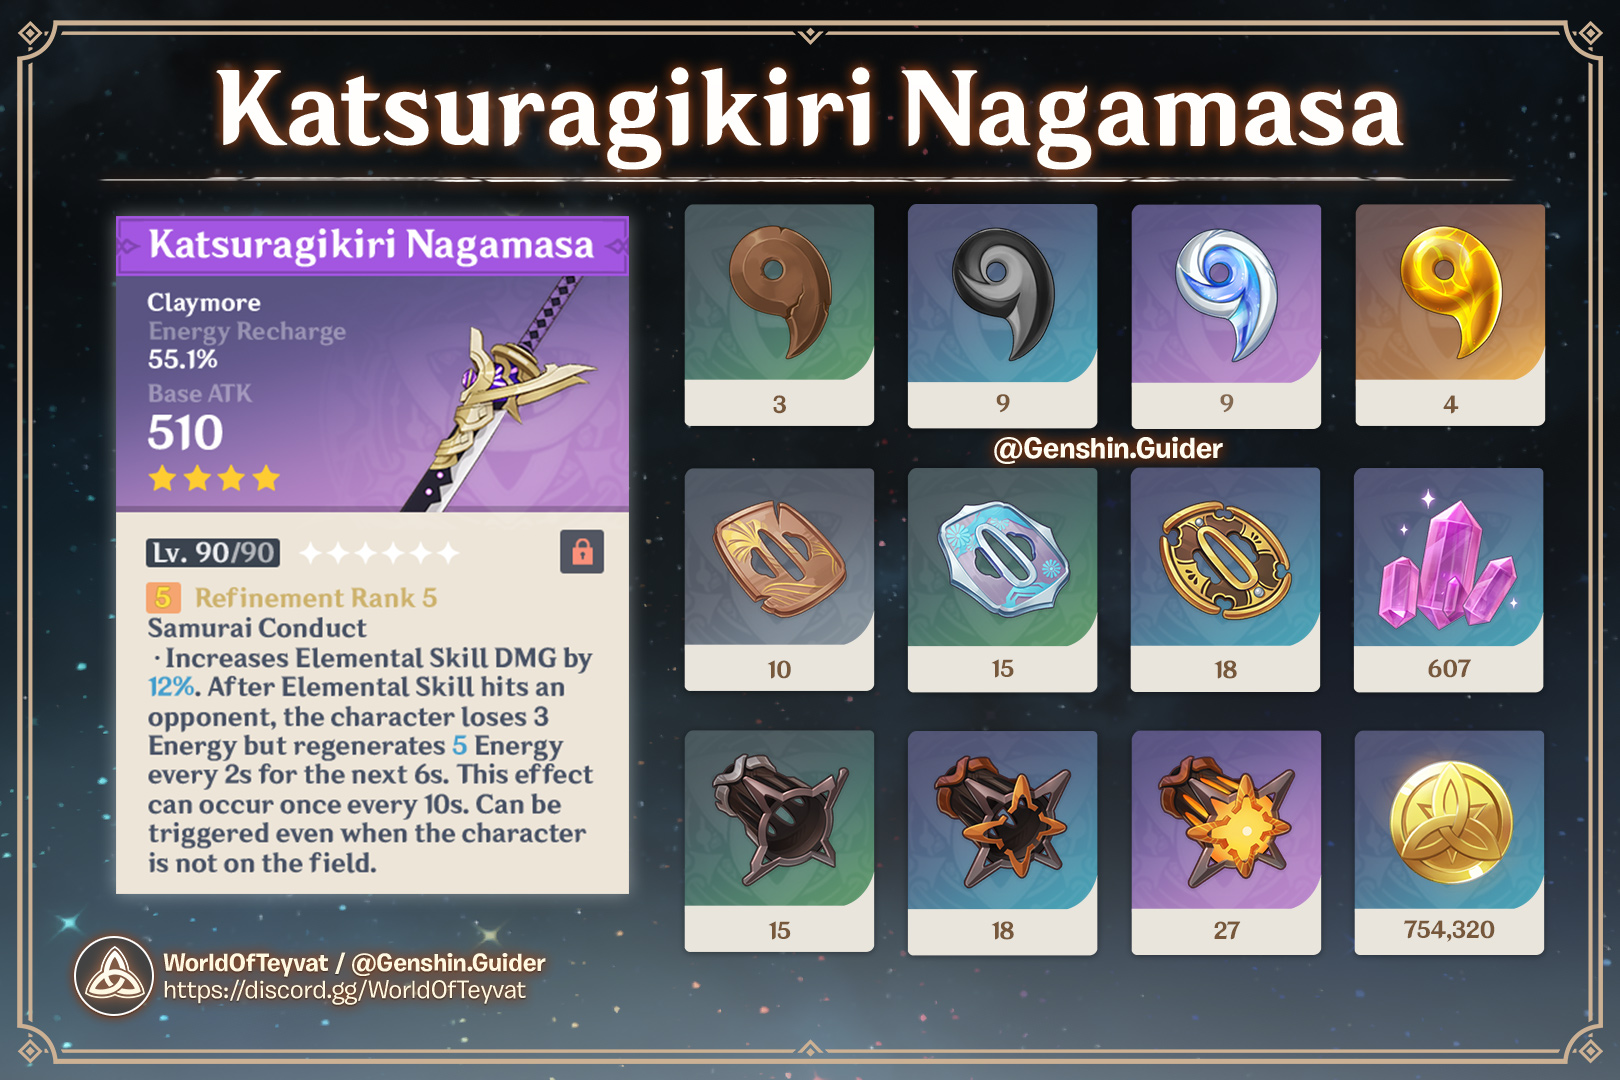 Katsuragikiri Nagamasa
Katsuragikiri Nagamasa
Claymore
Energy Recharge
55.1%
Base ATK
510
Lv. 90/90
5 Refinement Rank 5
Samurai Conduct
· Increases Elemental Skill DMG by
12%. After Elemental Skill hits an
opponent, the character loses 3
Energy but regenerates 5 Energy
every 2s for the next 6s. This effect
can occur once every 10s. Can be
triggered even when the character
is not on the field.
3
9
9
4
@Genshin.Guider
10
15
18
607
15
18
27
754,320
WorldOfTeyvat / @Genshin.Guider
https://discord.gg/WorldOfTeyvat